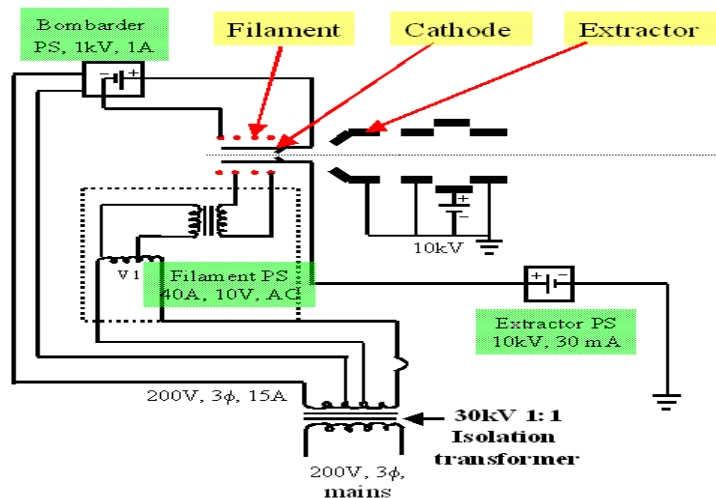 Bombarder
PS, 1kV, 1A
Filament
Cathode
Extractor
- +
+
-
10kV
V1
Filament PS
40A, 10V, AC
+ -
Extractor PS
10kV, 30 mA
200V, 3ϕ, 15A
30kV 1:1
Isolation
transformer
200V, 3ϕ,
mains